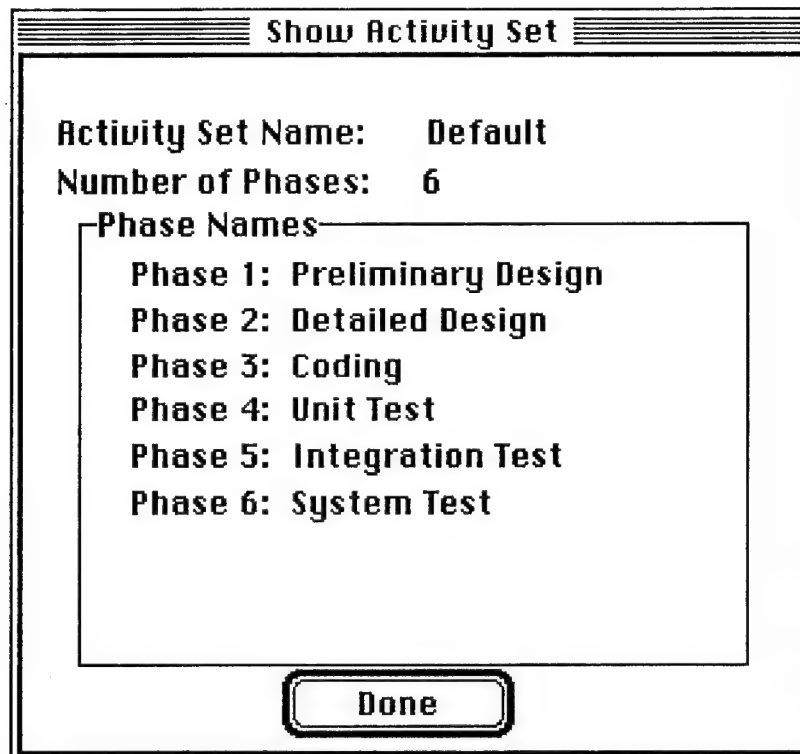 Show Activity Set
Activity Set Name: Default
Number of Phases: 6
Phase Names
Phase 1: Preliminary Design
Phase 2: Detailed Design
Phase 3: Coding
Phase 4: Unit Test
Phase 5: Integration Test
Phase 6: System Test
Done